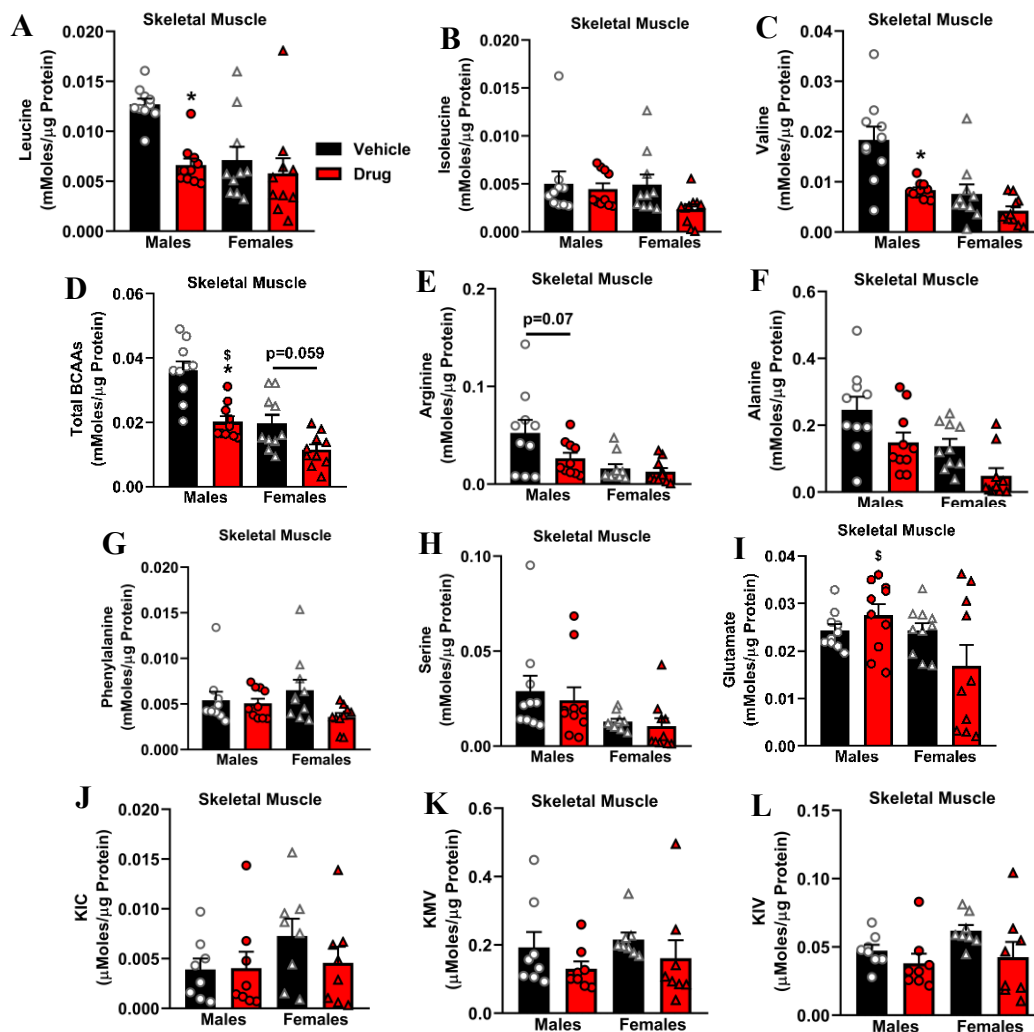 A
Skeletal Muscle
Leucine
(mMoles/µg Protein)
0.020
0.015
0.010
0.005
0.000
*
Vehicle
Drug
Males
Females
B
Skeletal Muscle
Isoleucine
(mMoles/µg Protein)
0.020
0.015
0.010
0.005
0.000
Males
Females
C
Skeletal Muscle
Valine
(mMoles/µg Protein)
0.04
0.03
0.02
0.01
0.00
*
Males
Females
D
Skeletal Muscle
Total BCAAs
(mMoles/µg Protein)
0.06
0.04
0.02
0.00
$
*
p=0.059
Males
Females
E
Skeletal Muscle
Arginine
(mMoles/µg Protein)
0.2
0.1
0.0
p=0.07
Males
Females
F
Skeletal Muscle
Alanine
(mMoles/µg Protein)
0.6
0.4
0.2
0.0
Males
Females
G
Skeletal Muscle
Phenylalanine
(mMoles/µg Protein)
0.020
0.015
0.010
0.005
0.000
Males
Females
H
Skeletal Muscle
Serine
(mMoles/µg Protein)
0.10
0.05
0.00
Males
Females
I
Skeletal Muscle
Glutamate
(mMoles/µg Protein)
0.04
0.03
0.02
0.01
0.00
$
Males
Females
J
Skeletal Muscle
KIC
(µMoles/µg Protein)
0.020
0.015
0.010
0.005
0.000
Males
Females
K
Skeletal Muscle
KMV
(µMoles/µg Protein)
0.6
0.4
0.2
0.0
Males
Females
L
Skeletal Muscle
KIV
(µMoles/µg Protein)
0.15
0.10
0.05
0.00
Males
Females